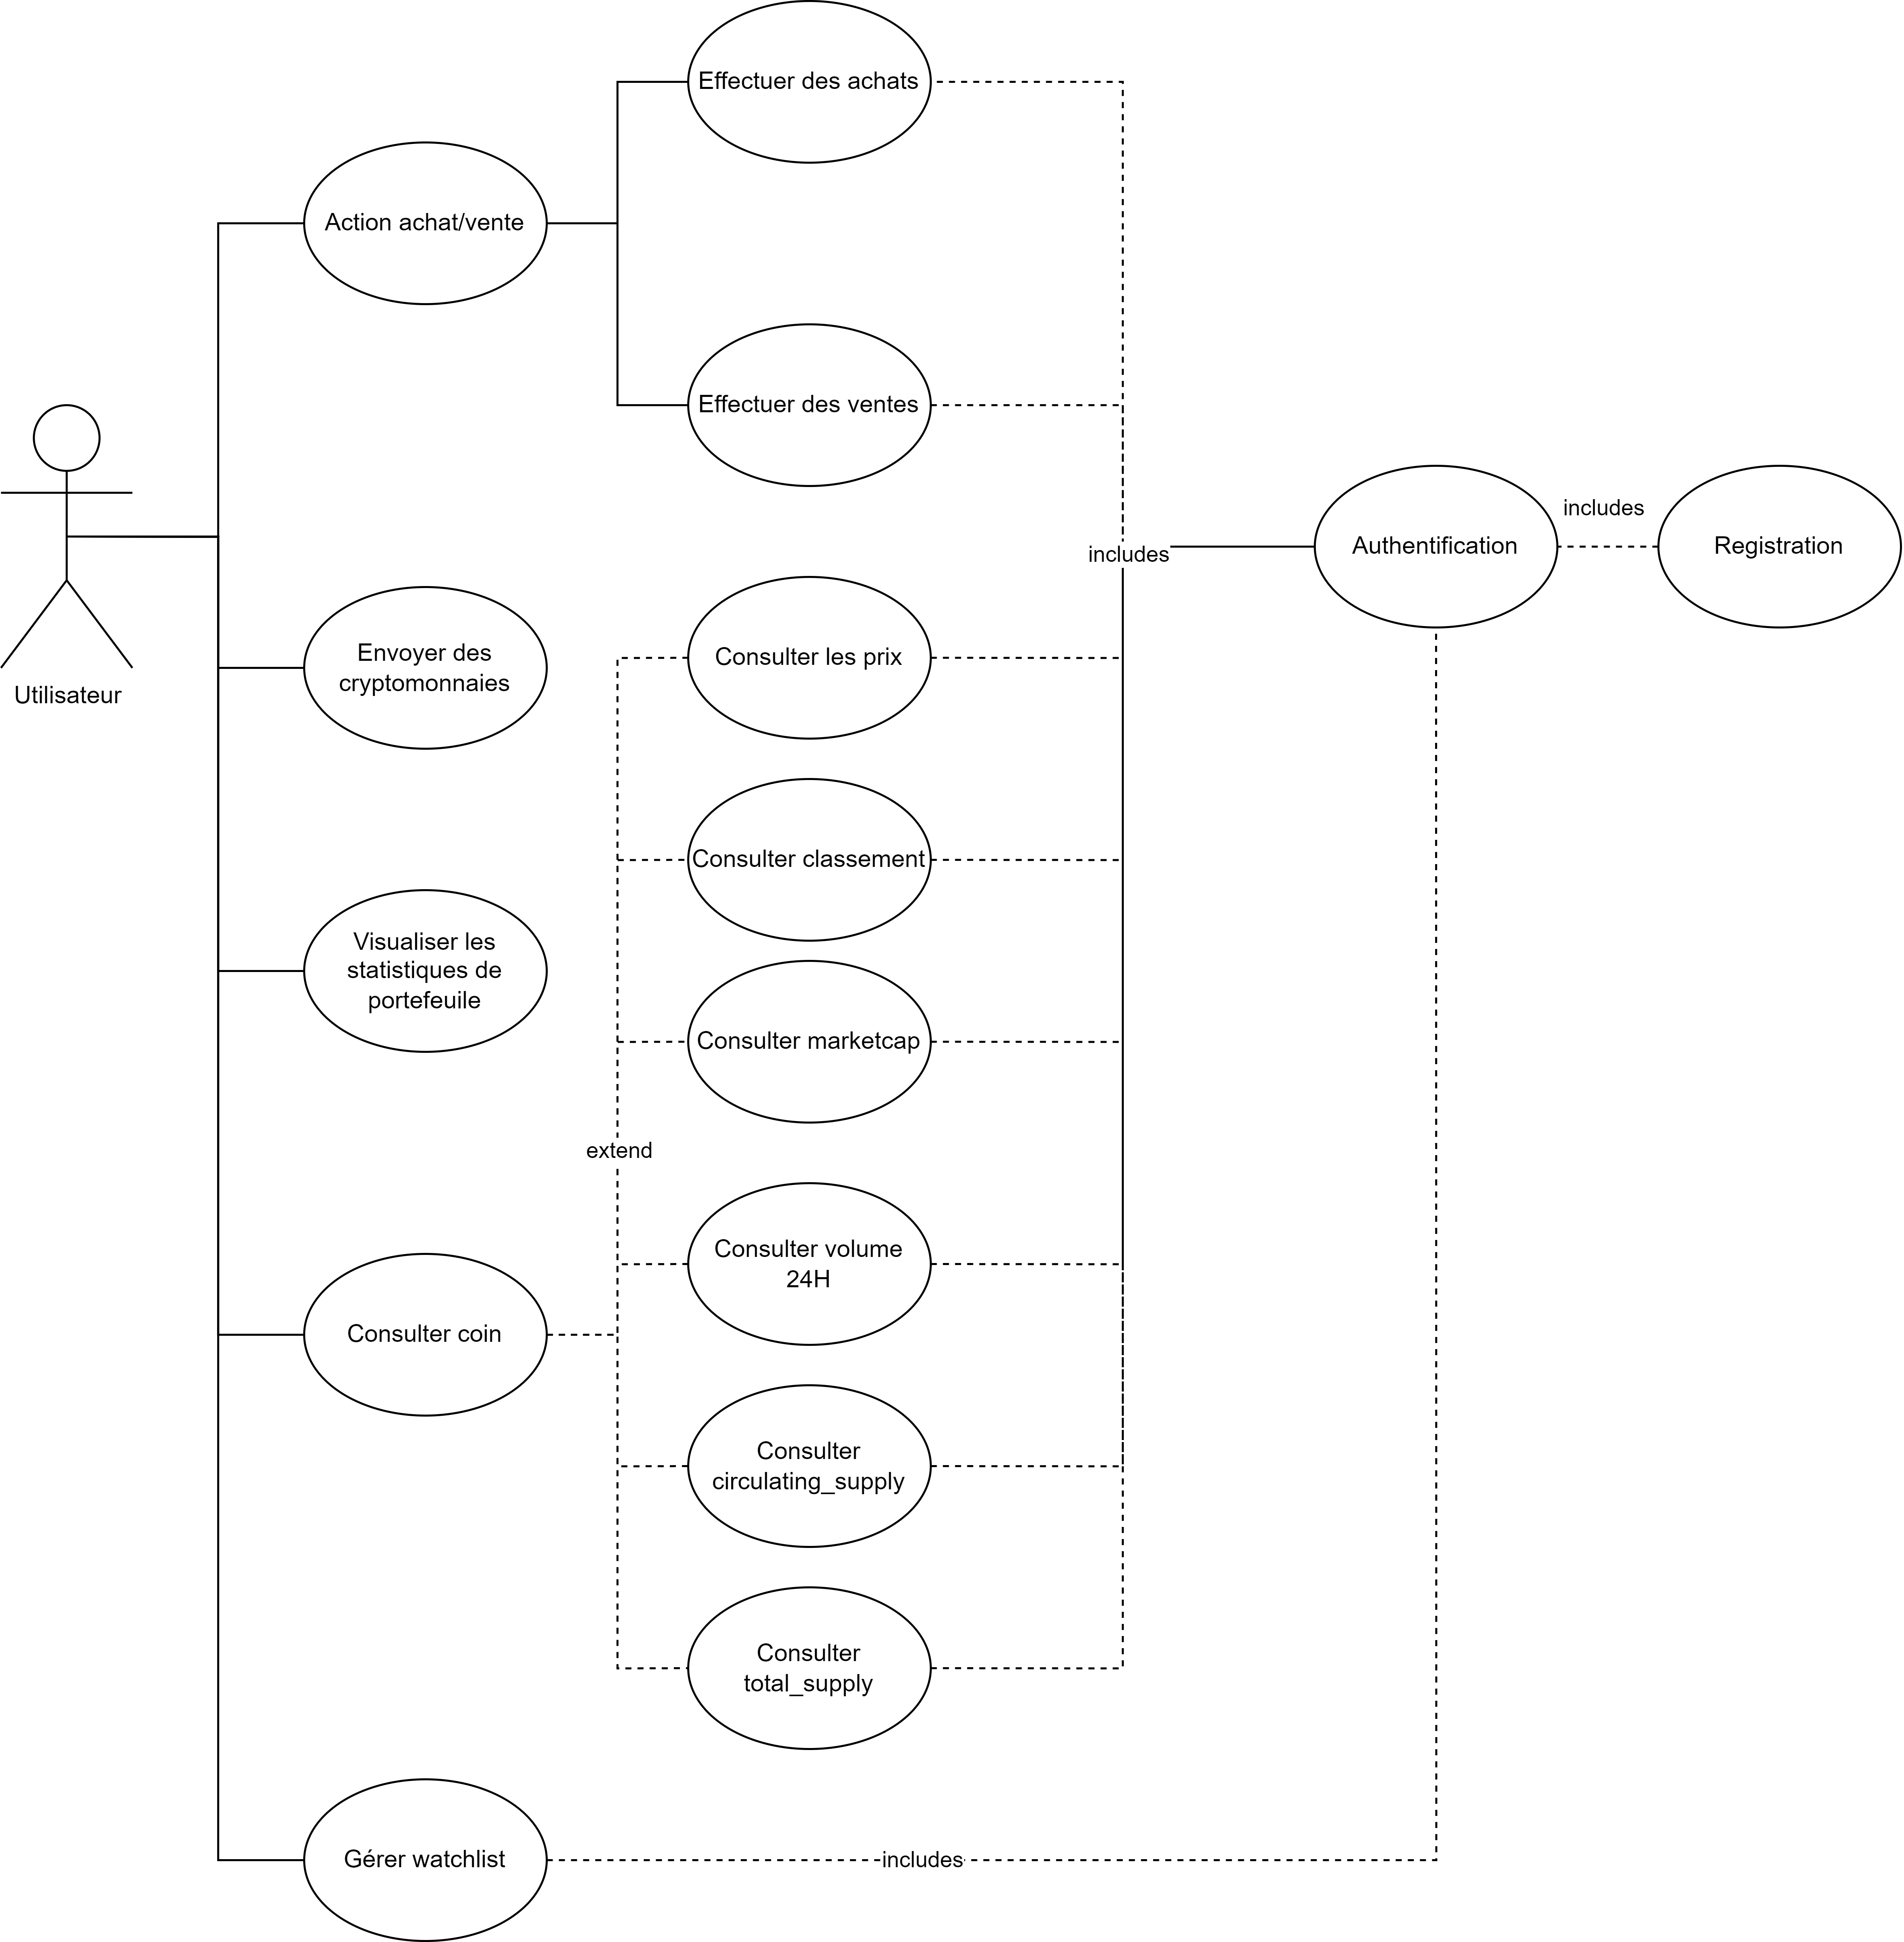 Effectuer des achats
Action achat/vente
Effectuer des ventes
includes
Authentification
Registration
includes
Envoyer des
cryptomonnaies
Consulter les prix
Utilisateur
Consulter classement
Visualiser les
statistiques de
portefeuile
Consulter marketcap
extend
Consulter volume
24H
Consulter coin
Consulter
circulating_supply
Consulter
total_supply
Gérer watchlist
includes